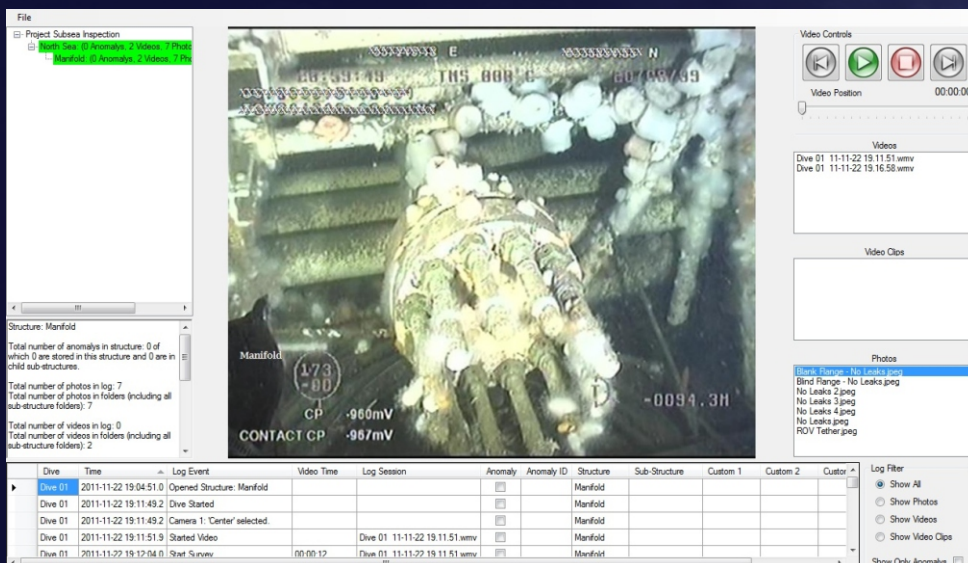 File
Project Subsea Inspection
North Sea: (0 Anomalys, 2 Videos, 7 Photo
Manifold: (0 Anomalys, 2 Videos, 7 Pho
Structure: Manifold
Total number of anomalys in structure: 0 of
which 0 are stored in this structure and 0 are in
child sub-structures.
Total number of photos in log: 7
Total number of photos in folders (including all
sub-structure folders): 7
Total number of videos in log: 0
Total number of videos in folders (including all
sub-structure folders): 2
E
N
TMS 000
Manifold
173
-00
CP -960mV
CONTACT CP -967mV
-0094.3M
Video Controls
Video Position 00:00:00
Videos
Dive 01 11-11-22 19.11.51.wmv
Dive 01 11-11-22 19.16.58.wmv
Video Clips
Photos
Blank Flange - No Leaks.jpeg
Blind Flange - No Leaks.jpeg
No Leaks 2.jpeg
No Leaks 3.jpeg
No Leaks 4.jpeg
No Leaks.jpeg
ROV Tether.jpeg
Dive Time Log Event Video Time Log Session Anomaly Anomaly ID Structure Sub-Structure Custom 1 Custom 2 Custor
Dive 01 2011-11-22 19:04:51.0 Opened Structure: Manifold Manifold
Dive 01 2011-11-22 19:11:49.2 Dive Started Manifold
Dive 01 2011-11-22 19:11:49.2 Camera 1: 'Center' selected. Manifold
Dive 01 2011-11-22 19:11:51.9 Started Video Dive 01 11-11-22 19.11.51.wmv Manifold
Dive 01 2011-11-22 19:12:04.0 Start Survey 00:00:12 Dive 01 11-11-22 19.11.51.wmv Manifold
Log Filter
Show All
Show Photos
Show Videos
Show Video Clips
Show Only Anomalys